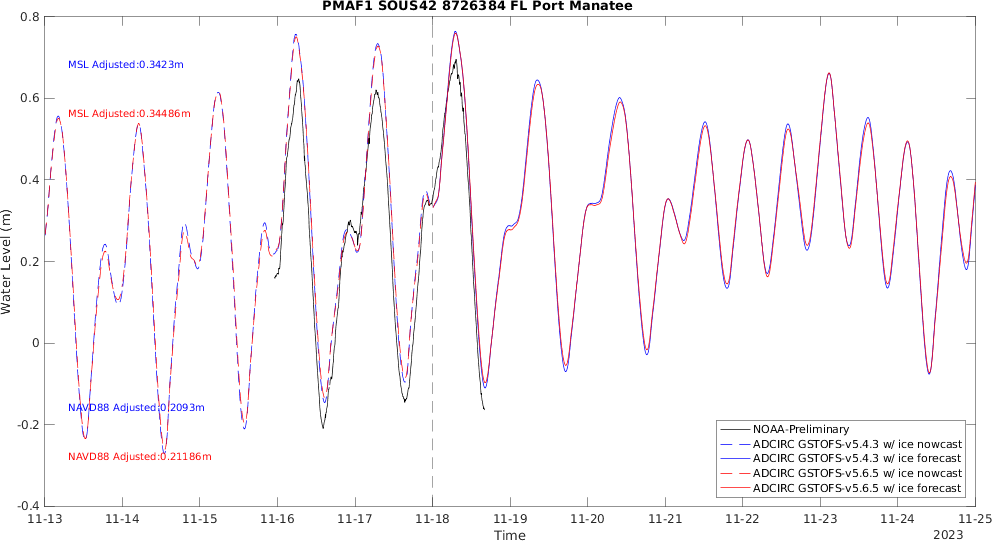 PMAF1 SOUS42 8726384 FL Port Manatee
0.8
MSL Adjusted:0.3423m
0.6
MSL Adjusted:0.34486m
0.4
Water Level (m)
0.2
0
NAVD88 Adjusted:0.2093m
-0.2
NAVD88 Adjusted:0.21186m
NOAA-Preliminary
ADCIRC GSTOFS-v5.4.3 w/ ice nowcast
ADCIRC GSTOFS-v5.4.3 w/ ice forecast
ADCIRC GSTOFS-v5.6.5 w/ ice nowcast
ADCIRC GSTOFS-v5.6.5 w/ ice forecast
-0.4
11-13 11-14 11-15 11-16 11-17 11-18 11-19 11-20 11-21 11-22 11-23 11-24 11-25
Time
2023